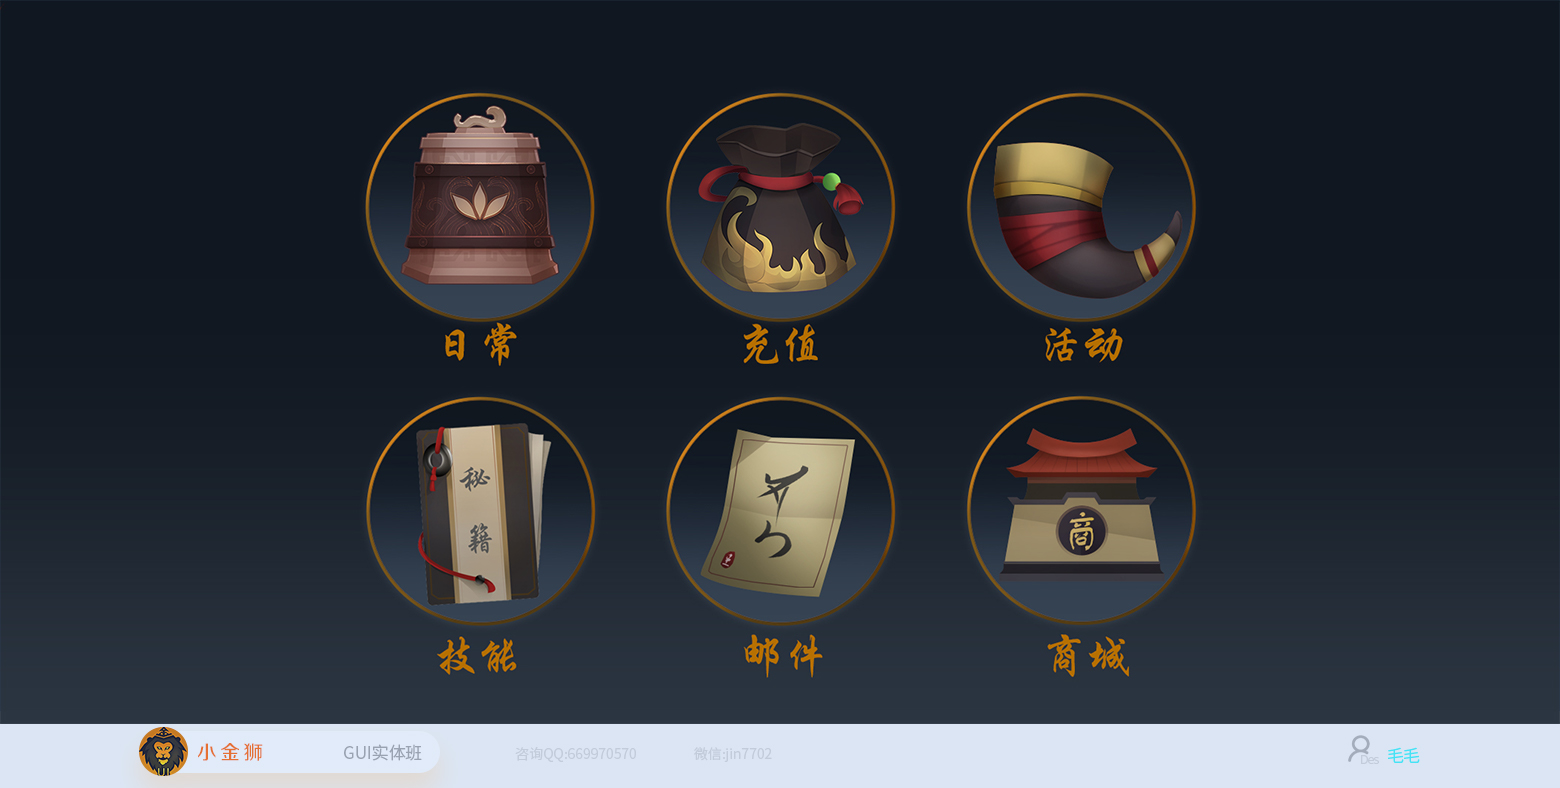 日常
充值
活动
秘籍
商
技能
邮件
商城
小金狮
GUI实体班
咨询QQ:669970570
微信:jin7702
Des
毛毛